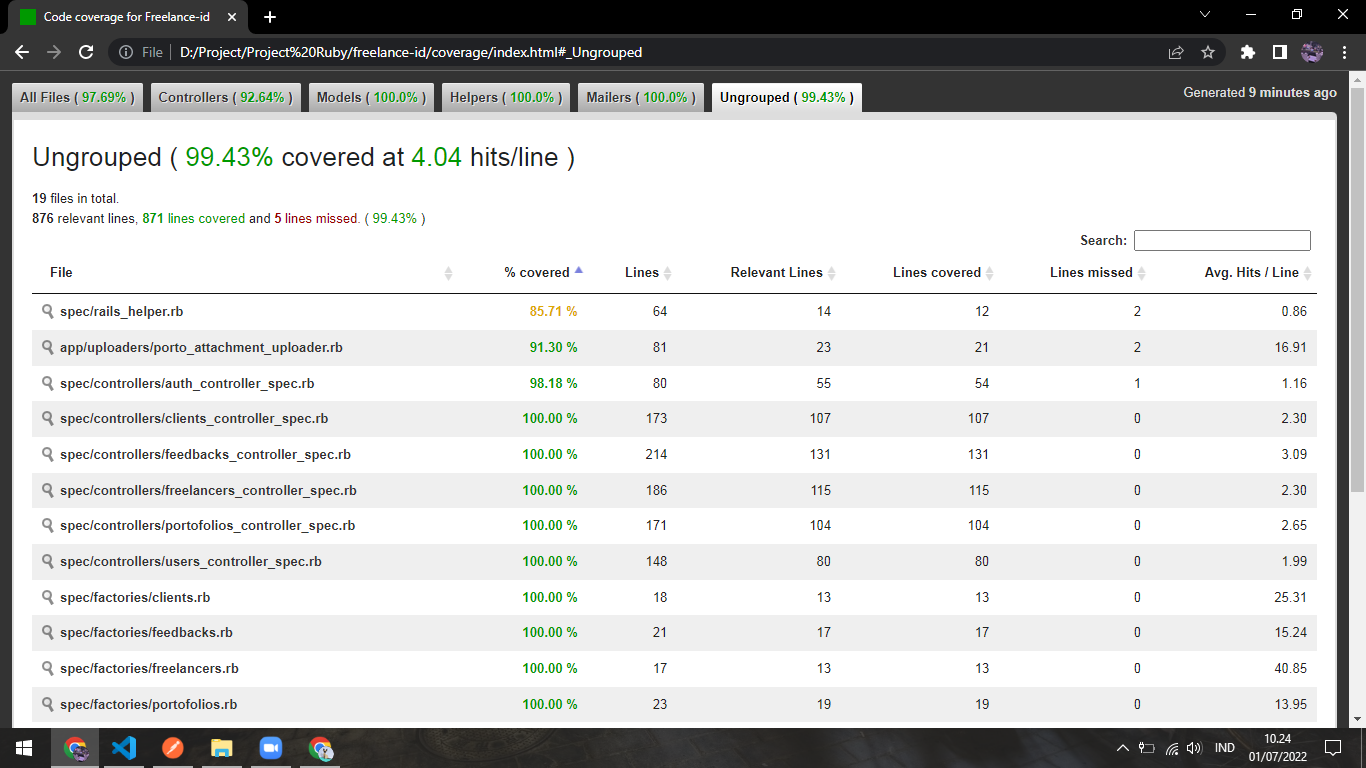 Code coverage for Freelance-id
File D:/Project/Project%20Ruby/freelance-id/coverage/index.html#_Ungrouped
All Files ( 97.69% ) Controllers ( 92.64% ) Models ( 100.0% ) Helpers ( 100.0% ) Mailers ( 100.0% ) Ungrouped ( 99.43% ) Generated 9 minutes ago
Ungrouped ( 99.43% covered at 4.04 hits/line )
19 files in total.
876 relevant lines, 871 lines covered and 5 lines missed. ( 99.43% )
Search:
File % covered Lines Relevant Lines Lines covered Lines missed Avg. Hits / Line
spec/rails_helper.rb 85.71 % 64 14 12 2 0.86
app/uploaders/porto_attachment_uploader.rb 91.30 % 81 23 21 2 16.91
spec/controllers/auth_controller_spec.rb 98.18 % 80 55 54 1 1.16
spec/controllers/clients_controller_spec.rb 100.00 % 173 107 107 0 2.30
spec/controllers/feedbacks_controller_spec.rb 100.00 % 214 131 131 0 3.09
spec/controllers/freelancers_controller_spec.rb 100.00 % 186 115 115 0 2.30
spec/controllers/portofolios_controller_spec.rb 100.00 % 171 104 104 0 2.65
spec/controllers/users_controller_spec.rb 100.00 % 148 80 80 0 1.99
spec/factories/clients.rb 100.00 % 18 13 13 0 25.31
spec/factories/feedbacks.rb 100.00 % 21 17 17 0 15.24
spec/factories/freelancers.rb 100.00 % 17 13 13 0 40.85
spec/factories/portofolios.rb 100.00 % 23 19 19 0 13.95
IND
10.24
01/07/2022